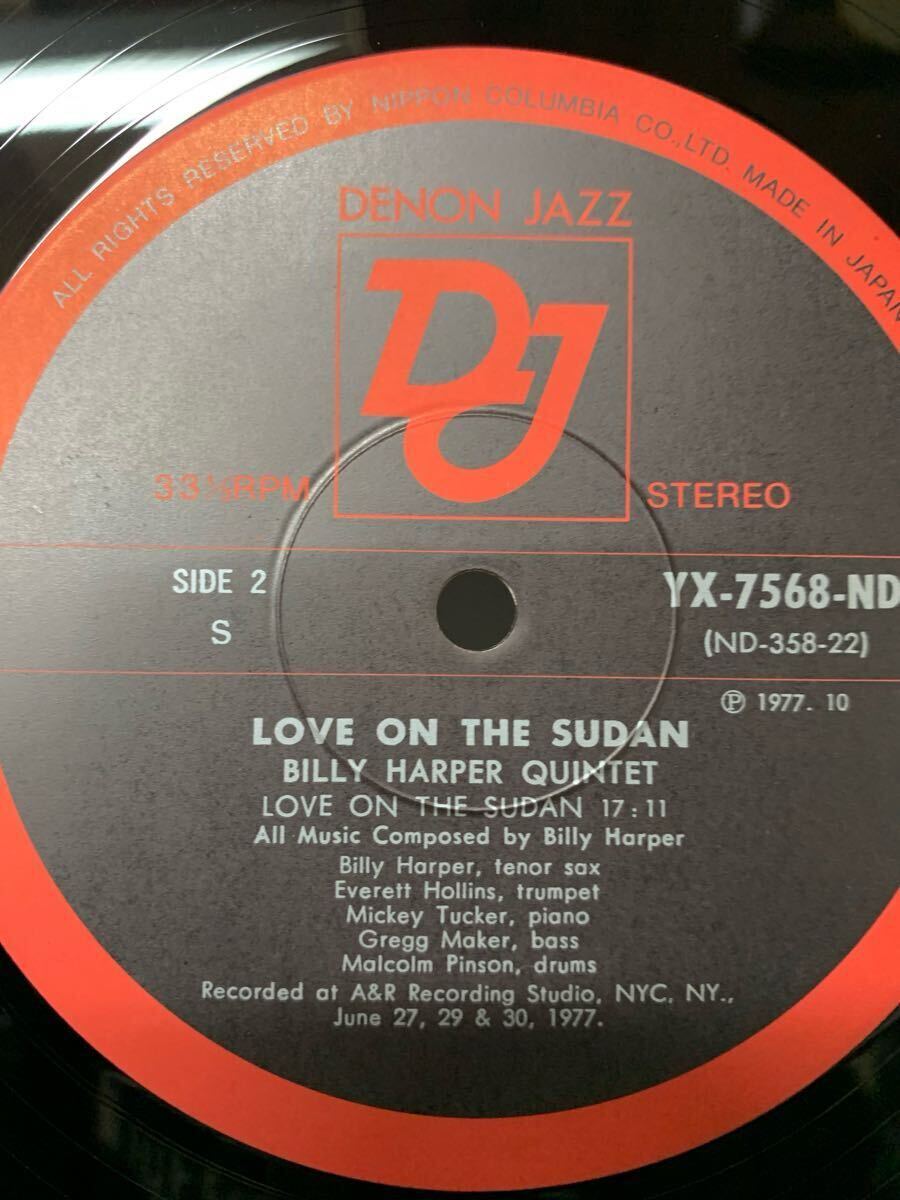 ALL RIGHTS RESERVED BY NIPPON COLUMBIA CO.,LTD. MADE IN JAPAN
DENON JAZZ
DJ
33⅓RPM
STEREO
SIDE 2
YX-7568-ND
S
(ND-358-22)
Ⓟ 1977. 10
LOVE ON THE SUDAN
BILLY HARPER QUINTET
LOVE ON THE SUDAN 17:11
All Music Composed by Billy Harper
Billy Harper, tenor sax
Everett Hollins, trumpet
Mickey Tucker, piano
Gregg Maker, bass
Malcolm Pinson, drums
Recorded at A&R Recording Studio, NYC, NY.,
June 27, 29 & 30, 1977.